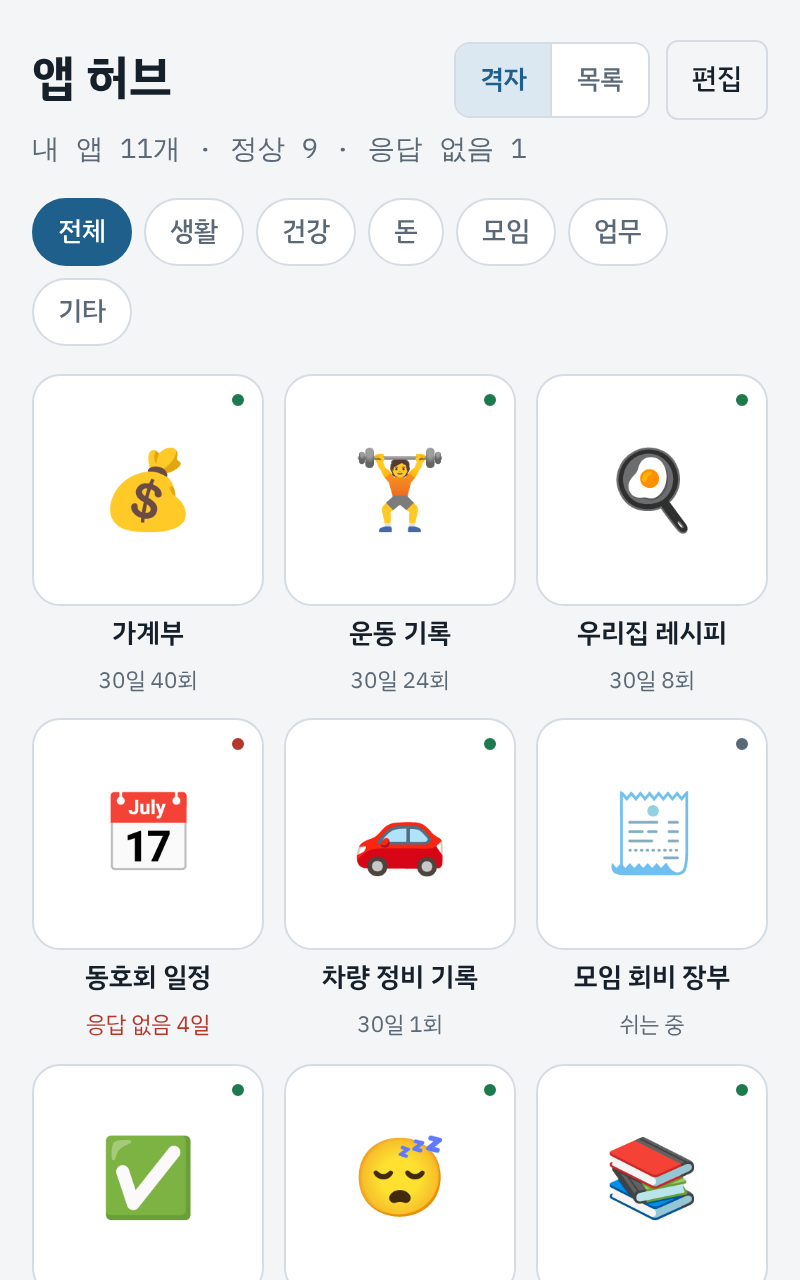 앱 허브
격자
목록
편집
내 앱 11개 · 정상 9 · 응답 없음 1
전체
생활
건강
돈
모임
업무
기타
$
가계부
운동 기록
우리집 레시피
30일 40회
30일 24회
30일 8회
July
17
동호회 일정
차량 정비 기록
모임 회비 장부
응답 없음 4일
30일 1회
쉬는 중
zzz